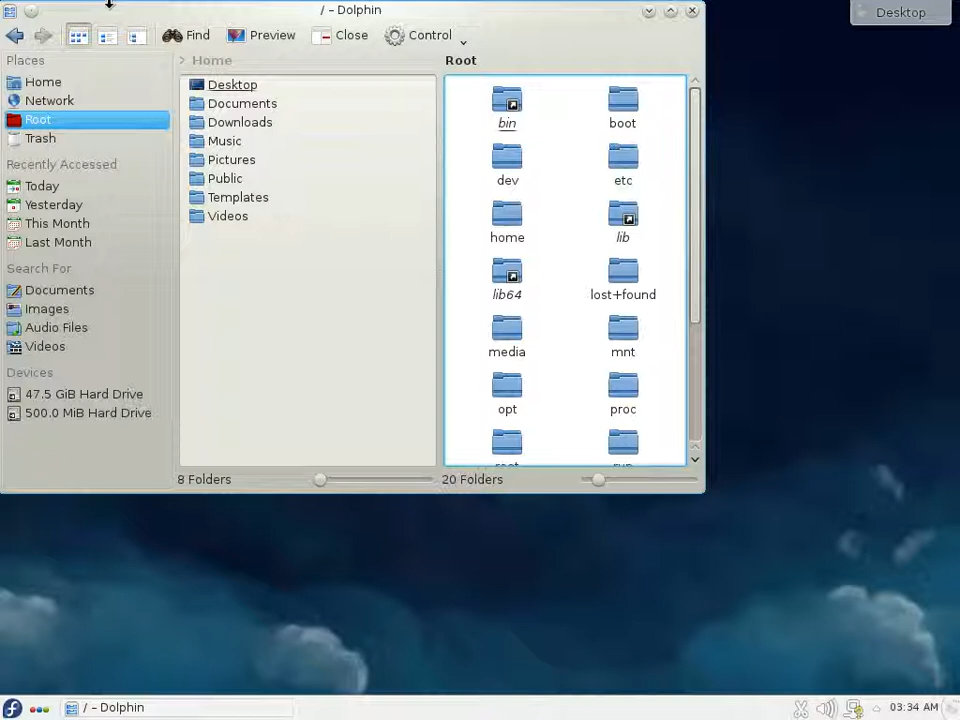 / – Dolphin
Desktop
Find
Preview
Close
Control
Places
Home
Network
Root
Trash
Recently Accessed
Today
Yesterday
This Month
Last Month
Search For
Documents
Images
Audio Files
Videos
Devices
47.5 GiB Hard Drive
500.0 MiB Hard Drive
> Home
Desktop
Documents
Downloads
Music
Pictures
Public
Templates
Videos
8 Folders
Root
bin boot
dev etc
home lib
lib64 lost+found
media mnt
opt proc
root run
20 Folders
/ – Dolphin
03:34 AM